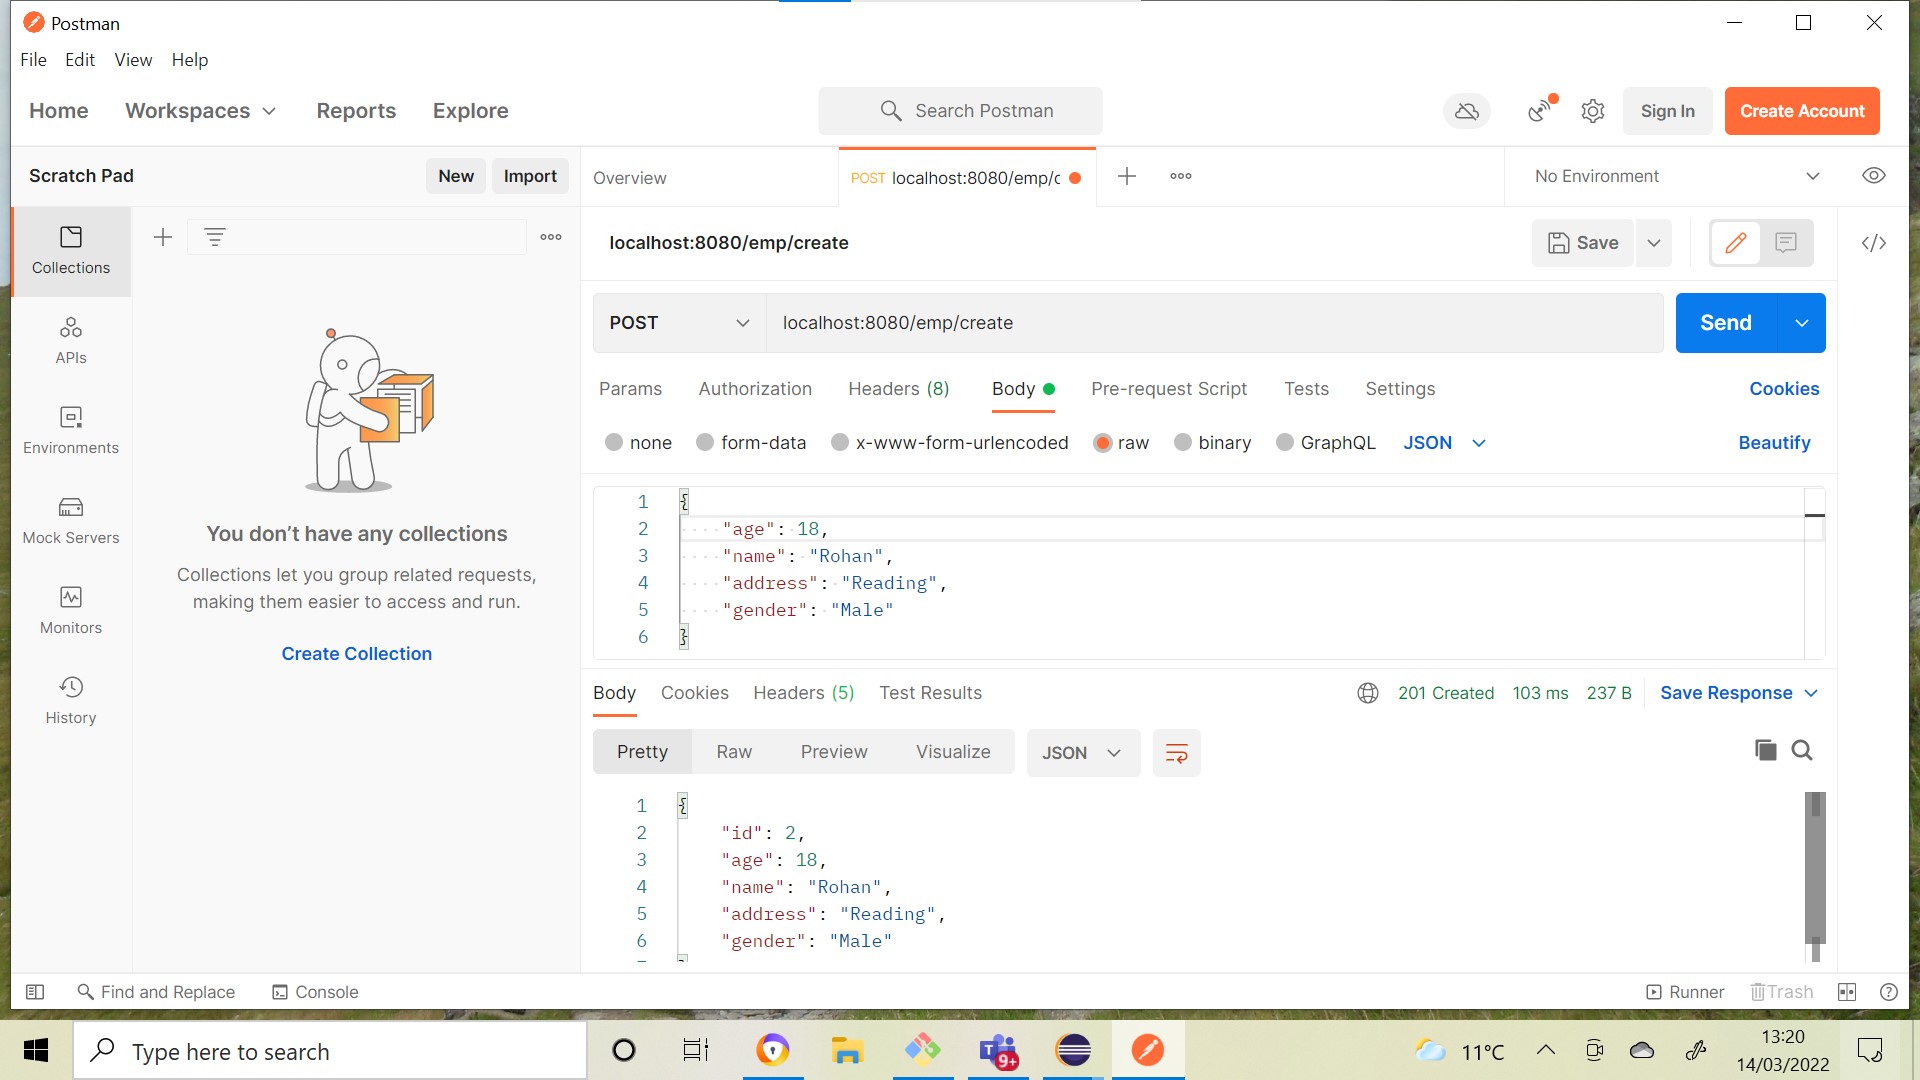 Postman
File Edit View Help
Home Workspaces Reports Explore Search Postman Sign In Create Account
Scratch Pad New Import Overview POST localhost:8080/emp/c No Environment
localhost:8080/emp/create Save
POST localhost:8080/emp/create Send
Params Authorization Headers (8) Body Pre-request Script Tests Settings Cookies
none form-data x-www-form-urlencoded raw binary GraphQL JSON Beautify
1 {
2 "age": 18,
3 "name": "Rohan",
4 "address": "Reading",
5 "gender": "Male"
6 }
Body Cookies Headers (5) Test Results 201 Created 103 ms 237 B Save Response
Pretty Raw Preview Visualize JSON
1 {
2 "id": 2,
3 "age": 18,
4 "name": "Rohan",
5 "address": "Reading",
6 "gender": "Male"
Collections
APIs
Environments
Mock Servers
Monitors
History
You don’t have any collections
Collections let you group related requests,
making them easier to access and run.
Create Collection
Find and Replace Console Runner Trash
Type here to search 9+ 11°C 13:20
14/03/2022